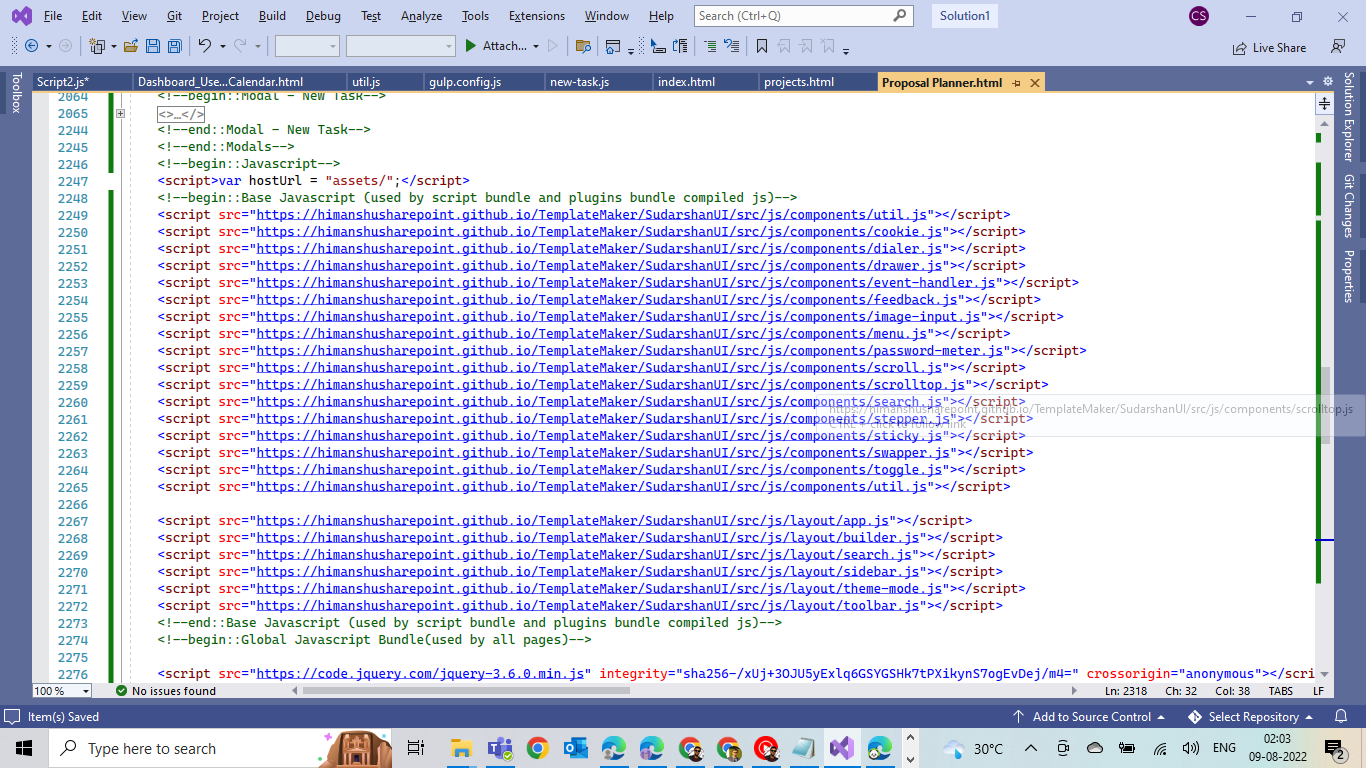 File Edit View Git Project Build Debug Test Analyze Tools Extensions Window Help Search (Ctrl+Q) Solution1 CS
Attach... Live Share
Toolbox
Script2.js* Dashboard_Use...Calendar.html util.js gulp.config.js new-task.js index.html projects.html Proposal Planner.html
Solution Explorer
Git Changes
Properties
2064 <!--begin::Modal - New Task-->
2065 <>…</>
2244 <!--end::Modal - New Task-->
2245 <!--end::Modals-->
2246 <!--begin::Javascript-->
2247 <script>var hostUrl = "assets/";</script>
2248 <!--begin::Base Javascript (used by script bundle and plugins bundle compiled js)-->
2249 <script src="https://himanshusharepoint.github.io/TemplateMaker/SudarshanUI/src/js/components/util.js"></script>
2250 <script src="https://himanshusharepoint.github.io/TemplateMaker/SudarshanUI/src/js/components/cookie.js"></script>
2251 <script src="https://himanshusharepoint.github.io/TemplateMaker/SudarshanUI/src/js/components/dialer.js"></script>
2252 <script src="https://himanshusharepoint.github.io/TemplateMaker/SudarshanUI/src/js/components/drawer.js"></script>
2253 <script src="https://himanshusharepoint.github.io/TemplateMaker/SudarshanUI/src/js/components/event-handler.js"></script>
2254 <script src="https://himanshusharepoint.github.io/TemplateMaker/SudarshanUI/src/js/components/feedback.js"></script>
2255 <script src="https://himanshusharepoint.github.io/TemplateMaker/SudarshanUI/src/js/components/image-input.js"></script>
2256 <script src="https://himanshusharepoint.github.io/TemplateMaker/SudarshanUI/src/js/components/menu.js"></script>
2257 <script src="https://himanshusharepoint.github.io/TemplateMaker/SudarshanUI/src/js/components/password-meter.js"></script>
2258 <script src="https://himanshusharepoint.github.io/TemplateMaker/SudarshanUI/src/js/components/scroll.js"></script>
2259 <script src="https://himanshusharepoint.github.io/TemplateMaker/SudarshanUI/src/js/components/scrolltop.js"></script>
2260 <script src="https://himanshusharepoint.github.io/TemplateMaker/SudarshanUI/src/js/components/search.js"></script>
https://himanshusharepoint.github.io/TemplateMaker/SudarshanUI/src/js/components/scrolltop.js
2261 <script src="https://himanshusharepoint.github.io/TemplateMaker/SudarshanUI/src/js/components/stepper.js"></script>
CTRL + click to follow link
2262 <script src="https://himanshusharepoint.github.io/TemplateMaker/SudarshanUI/src/js/components/sticky.js"></script>
2263 <script src="https://himanshusharepoint.github.io/TemplateMaker/SudarshanUI/src/js/components/swapper.js"></script>
2264 <script src="https://himanshusharepoint.github.io/TemplateMaker/SudarshanUI/src/js/components/toggle.js"></script>
2265 <script src="https://himanshusharepoint.github.io/TemplateMaker/SudarshanUI/src/js/components/util.js"></script>
2266
2267 <script src="https://himanshusharepoint.github.io/TemplateMaker/SudarshanUI/src/js/layout/app.js"></script>
2268 <script src="https://himanshusharepoint.github.io/TemplateMaker/SudarshanUI/src/js/layout/builder.js"></script>
2269 <script src="https://himanshusharepoint.github.io/TemplateMaker/SudarshanUI/src/js/layout/search.js"></script>
2270 <script src="https://himanshusharepoint.github.io/TemplateMaker/SudarshanUI/src/js/layout/sidebar.js"></script>
2271 <script src="https://himanshusharepoint.github.io/TemplateMaker/SudarshanUI/src/js/layout/theme-mode.js"></script>
2272 <script src="https://himanshusharepoint.github.io/TemplateMaker/SudarshanUI/src/js/layout/toolbar.js"></script>
2273 <!--end::Base Javascript (used by script bundle and plugins bundle compiled js)-->
2274 <!--begin::Global Javascript Bundle(used by all pages)-->
2275
2276 <script src="https://code.jquery.com/jquery-3.6.0.min.js" integrity="sha256-/xUj+3OJU5yExlq6GSYGSHk7tPXikynS7ogEvDej/m4=" crossorigin="anonymous"></scri
100 % No issues found Ln: 2318 Ch: 32 Col: 38 TABS LF
Item(s) Saved Add to Source Control Select Repository
Type here to search 30°C ENG 02:03
09-08-2022 2